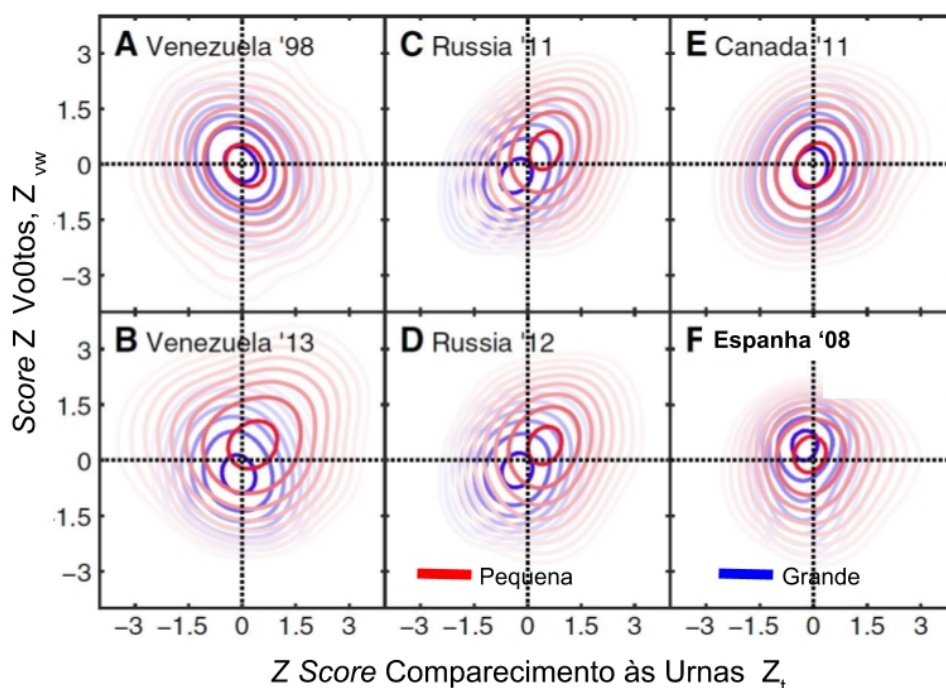 A Venezuela '98
C Russia '11
E Canada '11
3
1.5
0
-1.5
-3
B Venezuela '13
D Russia '12
F Espanha ‘08
3
1.5
0
-1.5
-3
Pequena
Grande
-3 -1.5 0 1.5 3
-3 -1.5 0 1.5 3
-3 -1.5 0 1.5 3
Score Z Vo0tos, Z vw
Z Score Comparecimento às Urnas Z t